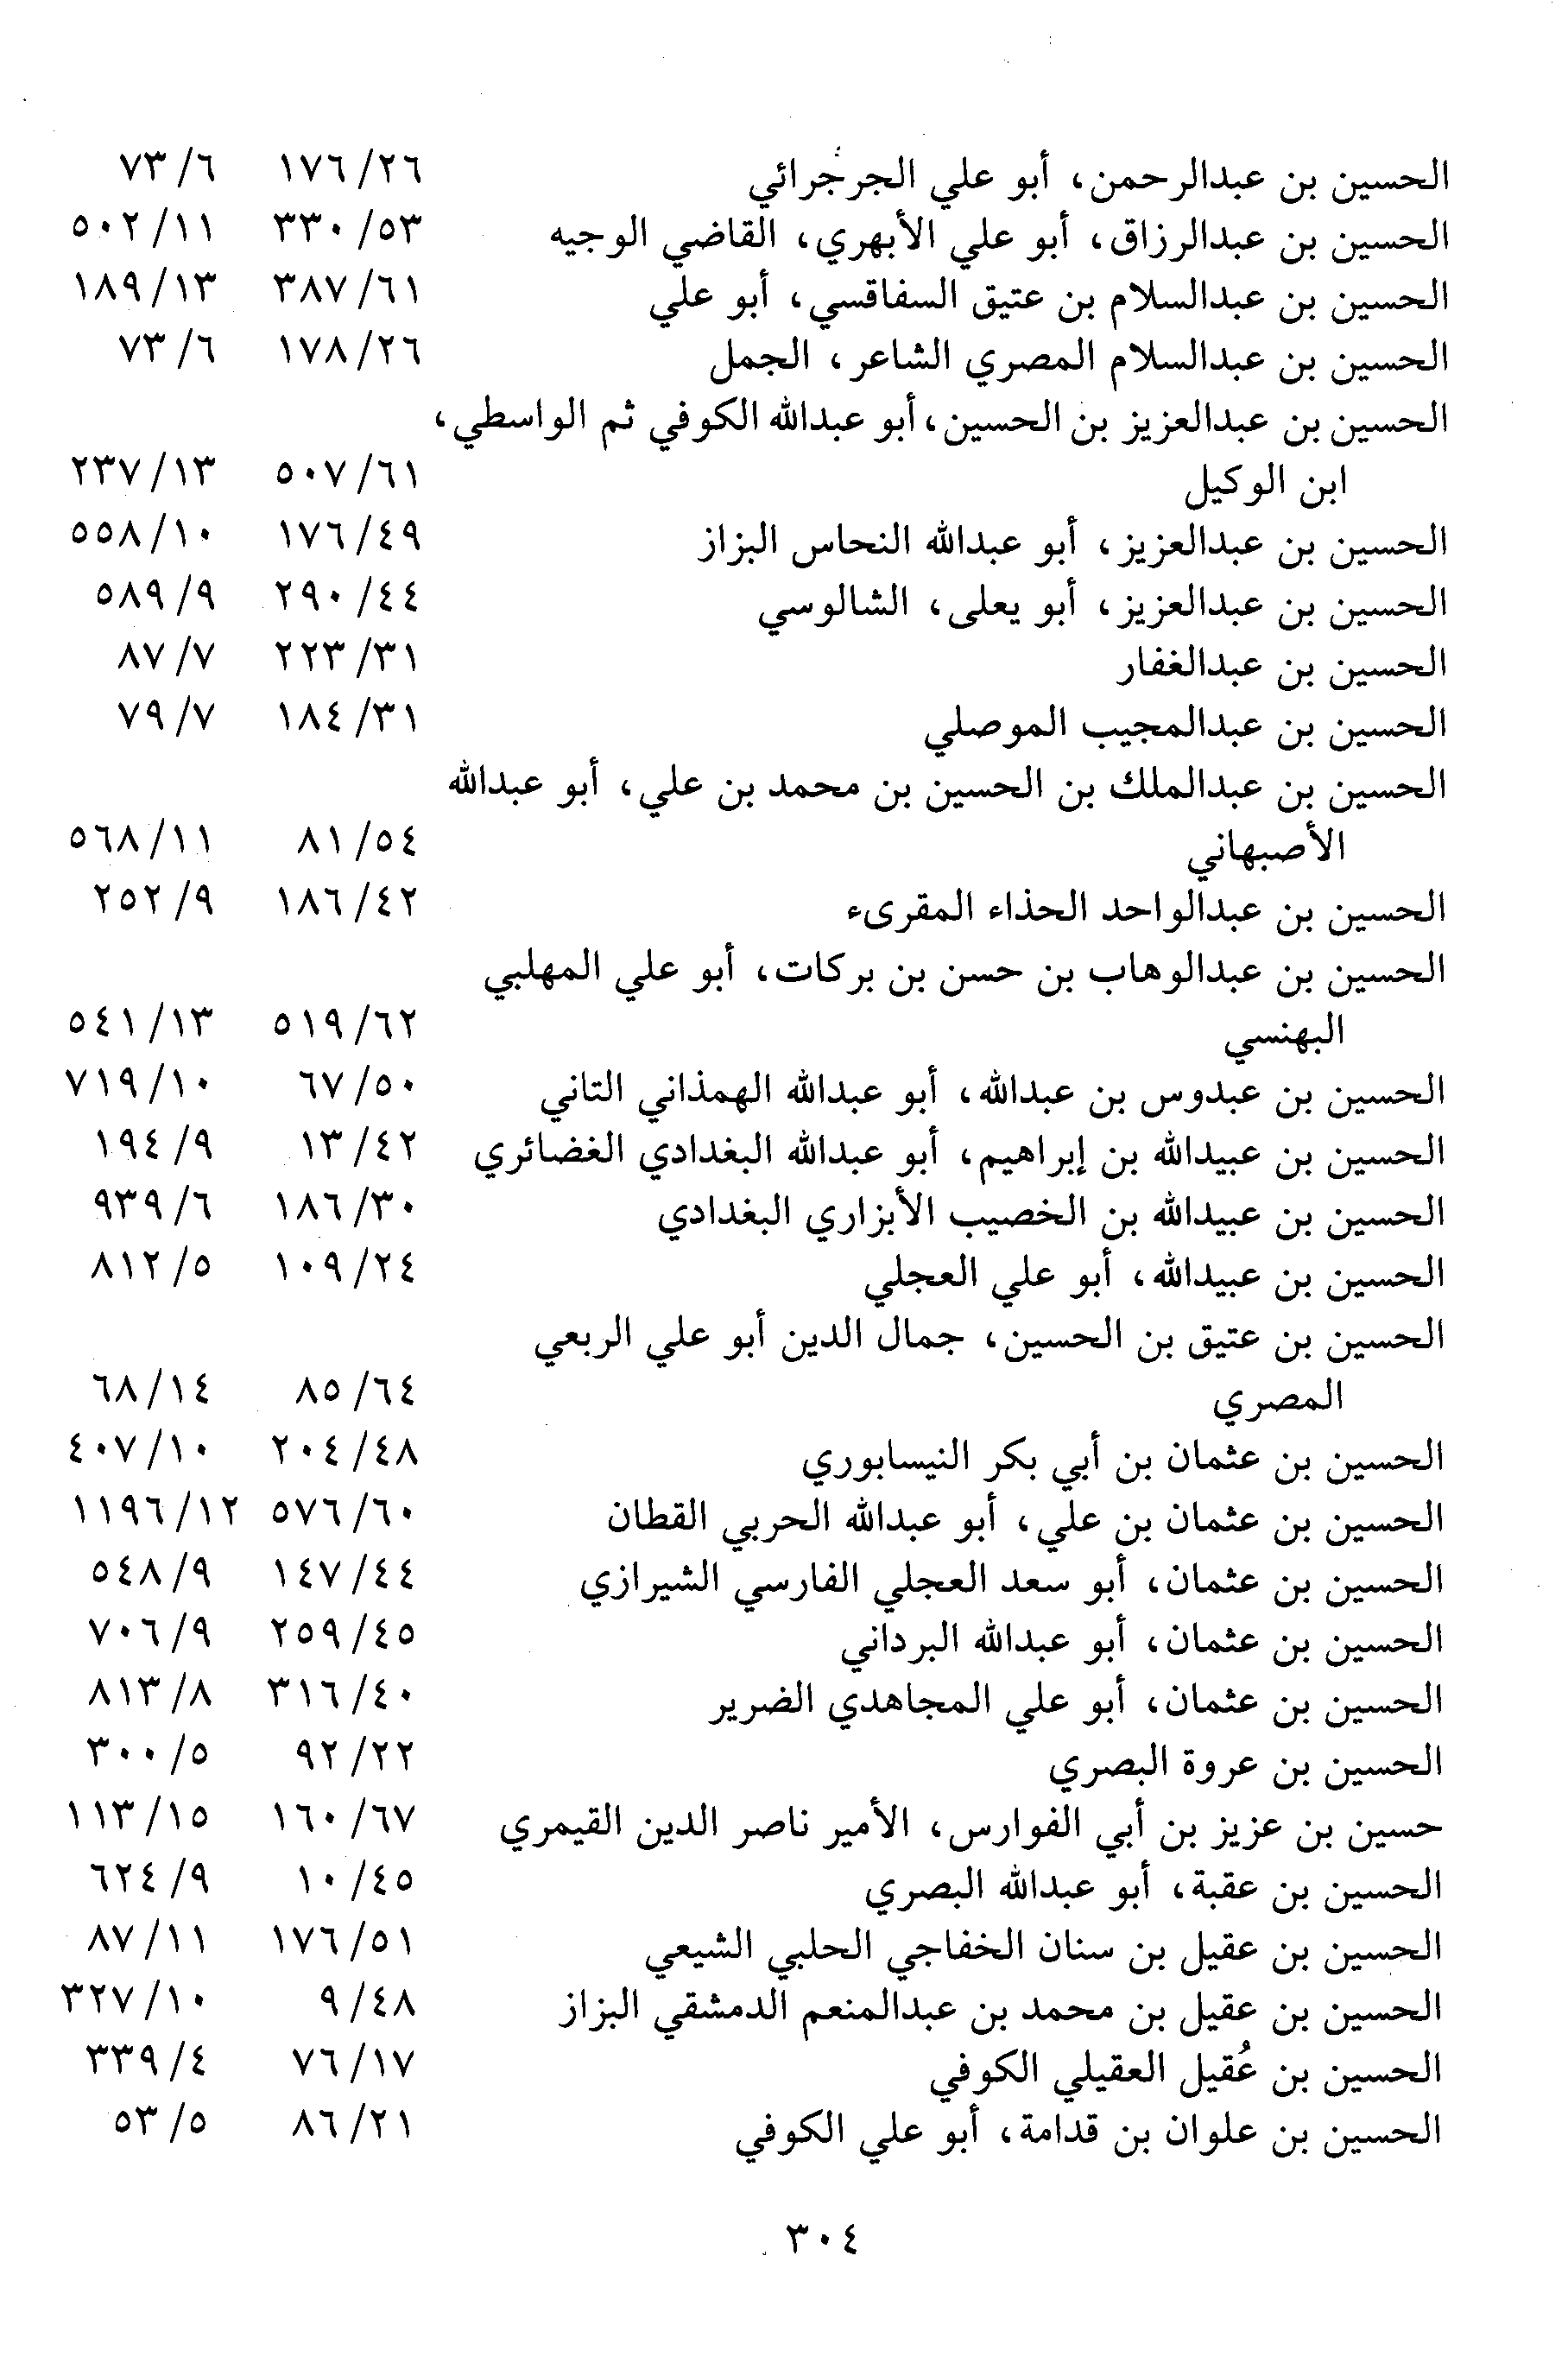 الحسين بن عبدالرحمن، أبو علي الجرجرائي ٢٦/ ١٧٦ ٦/ ٧٣
الحسين بن عبدالرزاق، أبو علي الأبهري، القاضي الوجيه ٥٣/ ٣٣٠ ١١/ ٥٠٢
الحسين بن عبدالسلام بن عتيق السفاقسي، أبو علي ٦١/ ٣٨٧ ١٣/ ١٨٩
الحسين بن عبدالسلام المصري الشاعر، الجمل ٢٦/ ١٧٨ ٦/ ٧٣
الحسين بن عبدالعزيز بن الحسين، أبو عبدالله الكوفي ثم الواسطي،
ابن الوكيل ٦١/ ٥٠٧ ١٣/ ٢٣٧
الحسين بن عبدالعزيز، أبو عبدالله النحاس البزاز ٤٩/ ١٧٦ ١٠/ ٥٥٨
الحسين بن عبدالعزيز، أبو يعلى، الشالوسي ٤٤/ ٢٩٠ ٩/ ٥٨٩
الحسين بن عبدالغفار ٣١/ ٢٢٣ ٧/ ٨٧
الحسين بن عبدالمجيب الموصلي ٣١/ ١٨٤ ٧/ ٧٩
الحسين بن عبدالملك بن الحسين بن محمد بن علي، أبو عبدالله
الأصبهاني ٥٤/ ٨١ ١١/ ٥٦٨
الحسين بن عبدالواحد الحذاء المقرىء ٤٢/ ١٨٦ ٩/ ٢٥٢
الحسين بن عبدالوهاب بن حسن بن بركات، أبو علي المهلبي
البهنسي ٦٢/ ٥١٩ ١٣/ ٥٤١
الحسين بن عبدوس بن عبدالله، أبو عبدالله الهمذاني التاني ٥٠/ ٦٧ ١٠/ ٧١٩
الحسين بن عبيدالله بن إبراهيم، أبو عبدالله البغدادي الغضائري ٤٢/ ١٣ ٩/ ١٩٤
الحسين بن عبيدالله بن الخصيب الأبزاري البغدادي ٣٠/ ١٨٦ ٦/ ٩٣٩
الحسين بن عبيدالله، أبو علي العجلي ٢٤/ ١٠٩ ٥/ ٨١٢
الحسين بن عتيق بن الحسين، جمال الدين أبو علي الربعي
المصري ٦٤/ ٨٥ ١٤/ ٦٨
الحسين بن عثمان بن أبي بكر النيسابوري ٤٨/ ٢٠٤ ١٠/ ٤٠٧
الحسين بن عثمان بن علي، أبو عبدالله الحربي القطان ٦٠/ ٥٧٦ ١٢/ ١١٩٦
الحسين بن عثمان، أبو سعد العجلي الفارسي الشيرازي ٤٤/ ١٤٧ ٩/ ٥٤٨
الحسين بن عثمان، أبو عبدالله البرداني ٤٥/ ٢٥٩ ٩/ ٧٠٦
الحسين بن عثمان، أبو علي المجاهدي الضرير ٤٠/ ٣١٦ ٨/ ٨١٣
الحسين بن عروة البصري ٢٢/ ٩٢ ٥/ ٣٠٠
حسين بن عزيز بن أبي الفوارس، الأمير ناصر الدين القيمري ٦٧/ ١٦٠ ١٥/ ١١٣
الحسين بن عقبة، أبو عبدالله البصري ٤٥/ ١٠ ٩/ ٦٢٤
الحسين بن عقيل بن سنان الخفاجي الحلبي الشيعي ٥١/ ١٧٦ ١١/ ٨٧
الحسين بن عقيل بن محمد بن عبدالمنعم الدمشقي البزاز ٤٨/ ٩ ١٠/ ٣٢٧
الحسين بن عُقيل العقيلي الكوفي ١٧/ ٧٦ ٤/ ٣٣٩
الحسين بن علوان بن قدامة، أبو علي الكوفي ٢١/ ٨٦ ٥/ ٥٣
٣٠٤